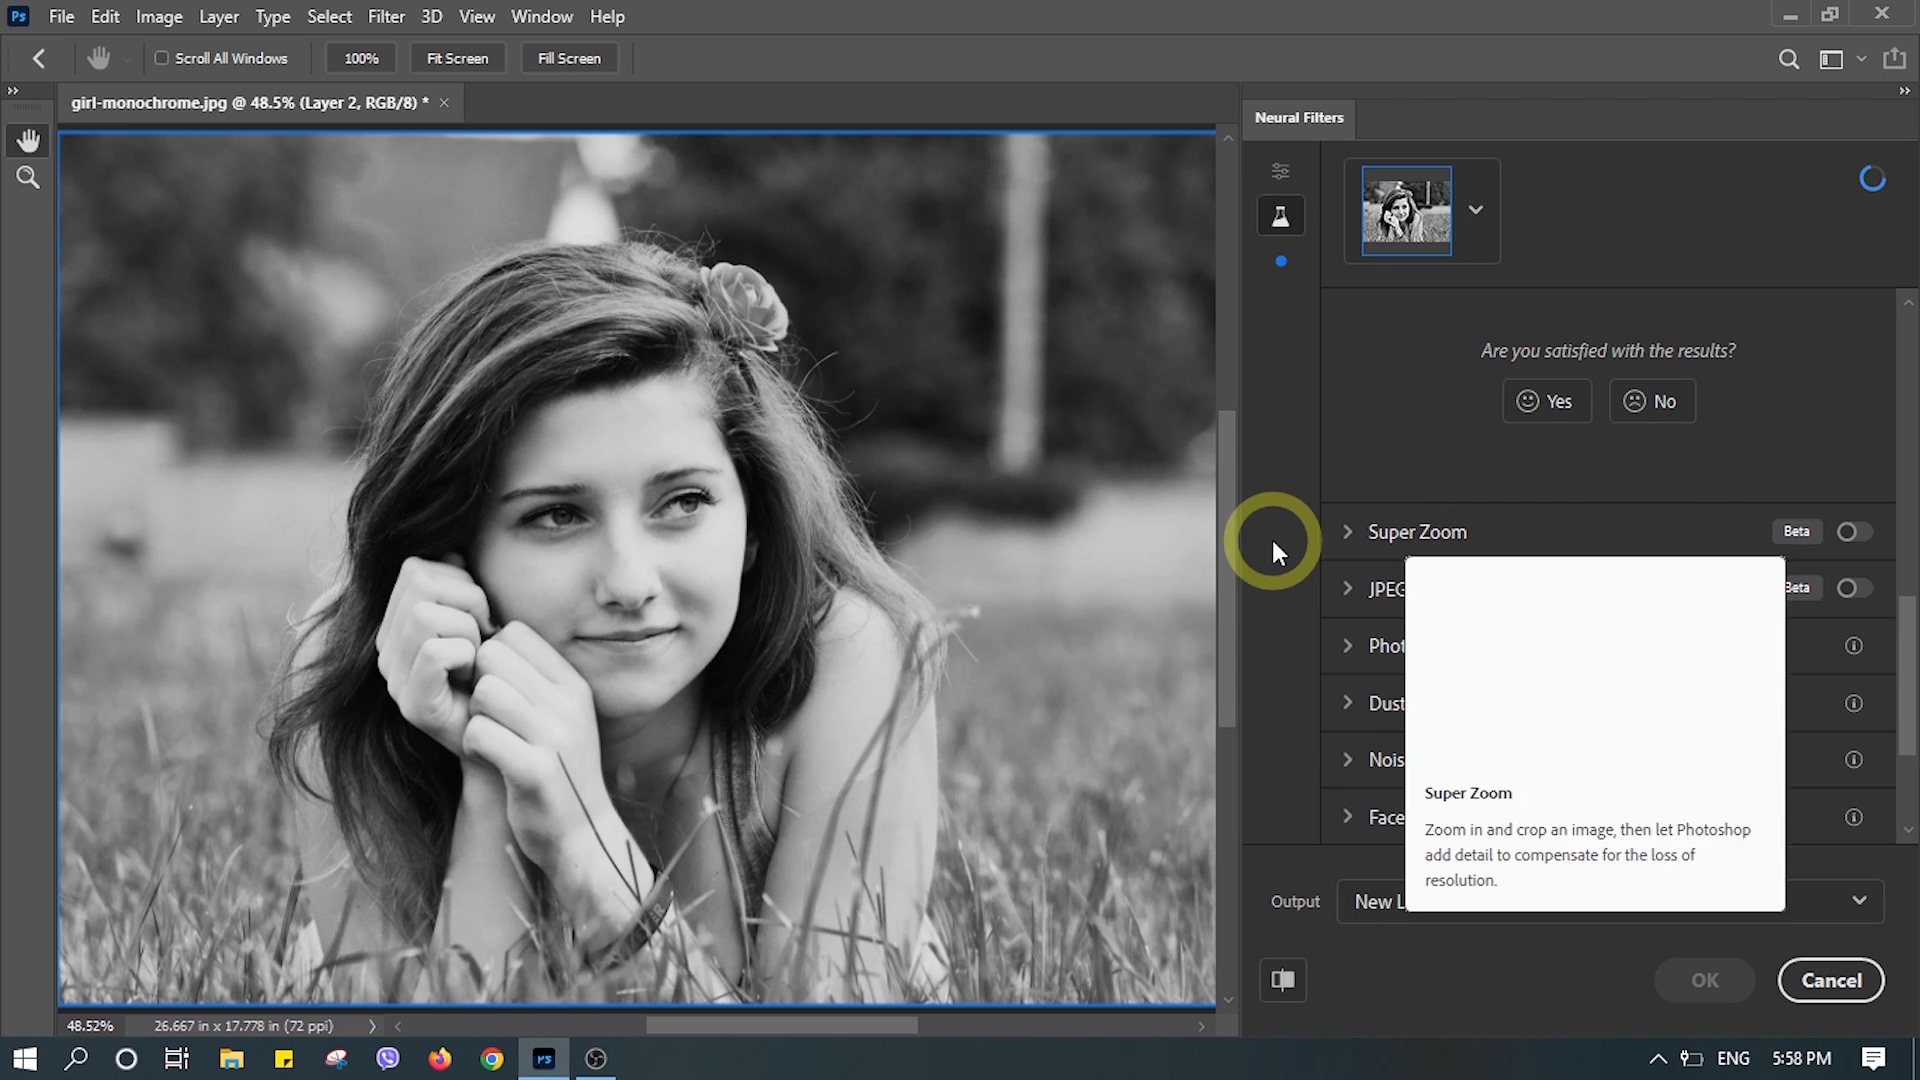 Ps File Edit Image Layer Type Select Filter 3D View Window Help
Scroll All Windows 100% Fit Screen Fill Screen
girl-monochrome.jpg @ 48.5% (Layer 2, RGB/8) *
Neural Filters
Are you satisfied with the results?
Yes No
Super Zoom Beta
JPEG Beta
Phot
Dust
Nois
Face
Super Zoom
Zoom in and crop an image, then let Photoshop
add detail to compensate for the loss of
resolution.
Output New L
OK Cancel
48.52% 26.667 in x 17.778 in (72 ppi)
Ps ENG 5:58 PM